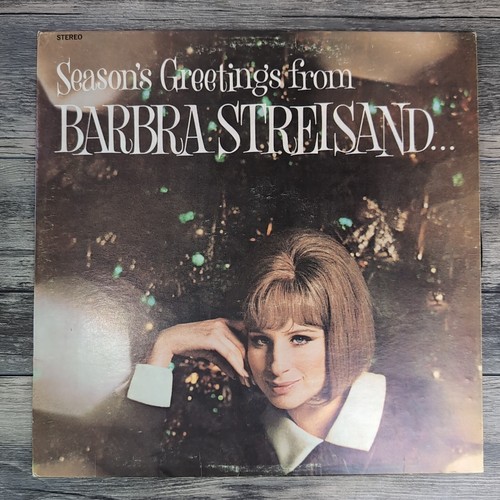 STEREO
Season's Greetings from
BARBRA STREISAND...